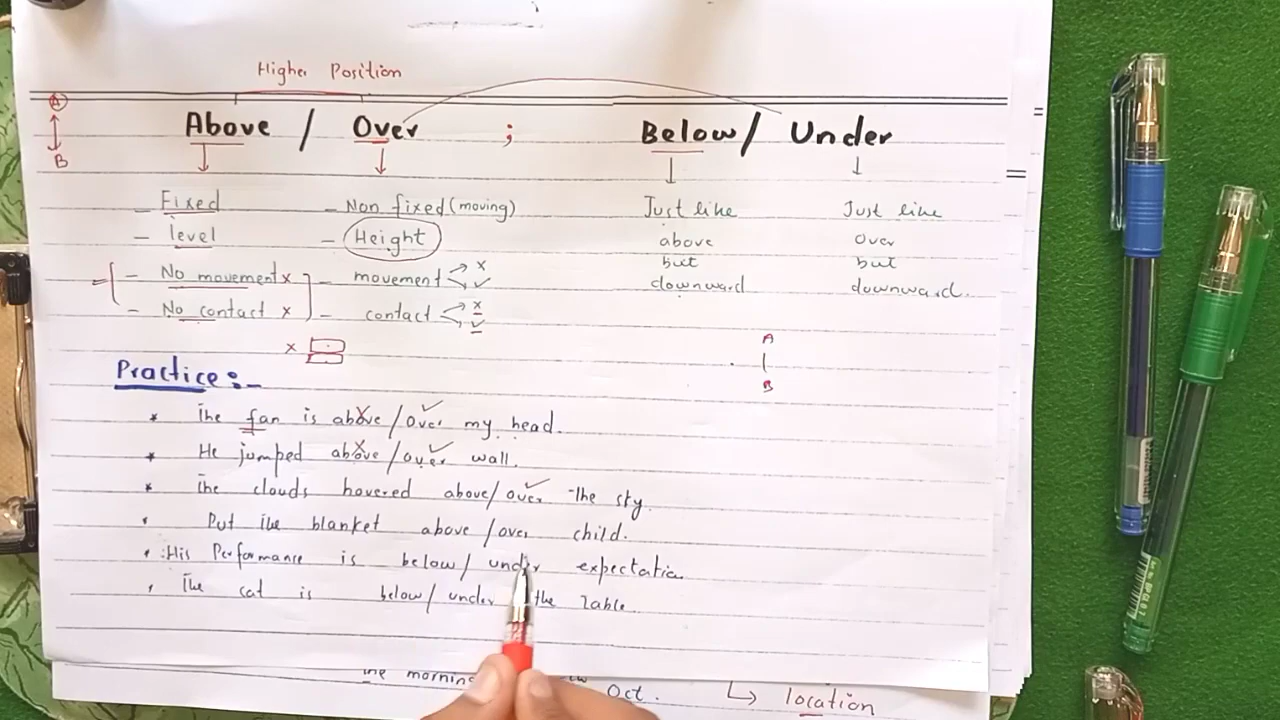 Higher Position
A
B
Above / Over ; Below / Under
- Fixed - Non fixed (moving) Just like Just like
- level - Height above over
but but
- No movement x - movement x ✓ downward downward.
- No contact x - contact x ✓
x
A
B
Practice:-
* The fan is above / over ✓ my head.
* He jumped above / over ✓ wall.
* The clouds hovered above / over ✓ the sky
Put the blanket above / over child.
His Performance is below / under expectation
The cat is below / under the table.
the morning Oct. location